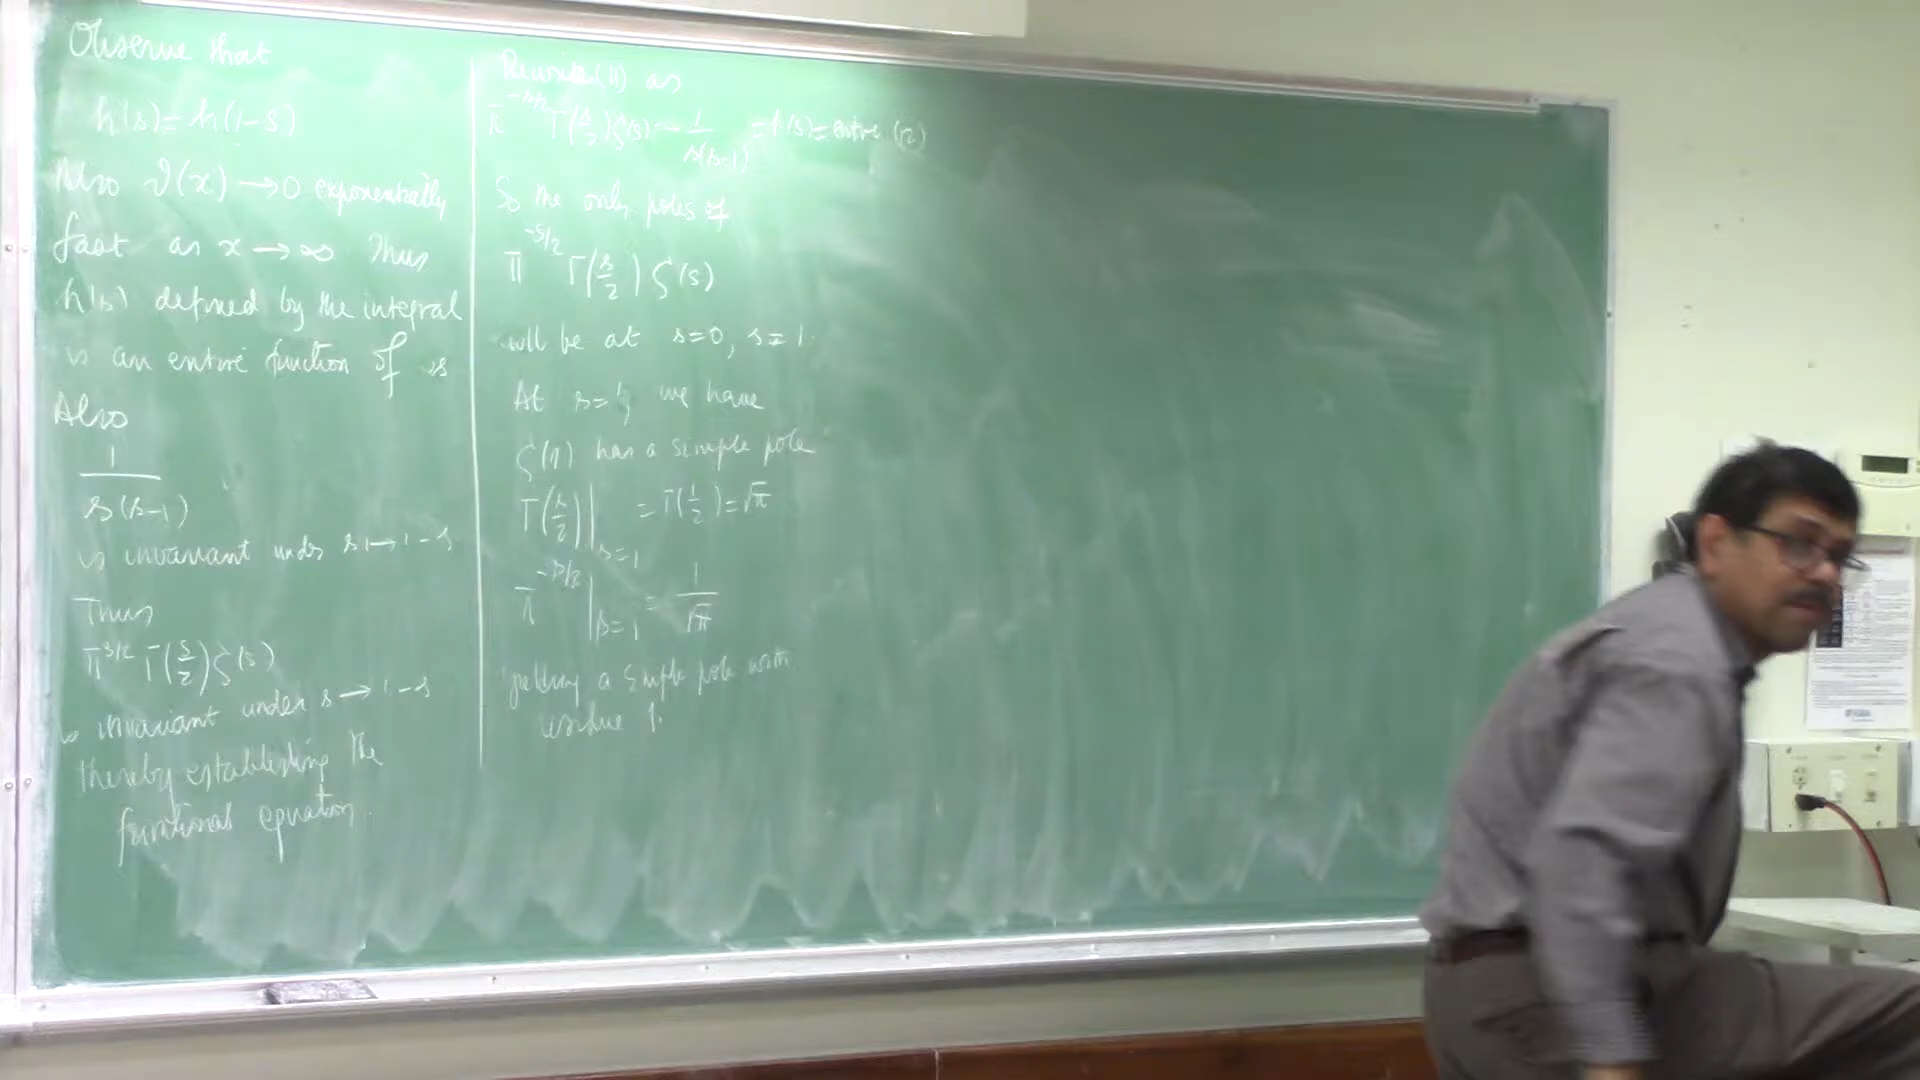 Observe that
h(s) = h(1-s)
Also ϑ(x) → 0 exponentially
fast as x → ∞ Thus
h(s) defined by the integral
is an entire function of s
Also
1/(s(s-1))
is invariant under s ↦ 1-s
Thus
π^{s/2} Γ(s/2) ζ(s)
is invariant under s → 1-s
thereby establishing the
functional equation.
Rewrite (11) as
π^{-s/2} Γ(s/2) ζ(s) - 1/(s(s-1)) = h(s) = entire (12)
So the only poles of
π^{-s/2} Γ(s/2) ζ(s)
will be at s=0, s=1.
At s=1, we have
ζ(1) has a simple pole
Γ(s/2)|_{s=1} = Γ(1/2) = √π
π^{-s/2}|_{s=1} = 1/√π
a simple pole with
residue 1.